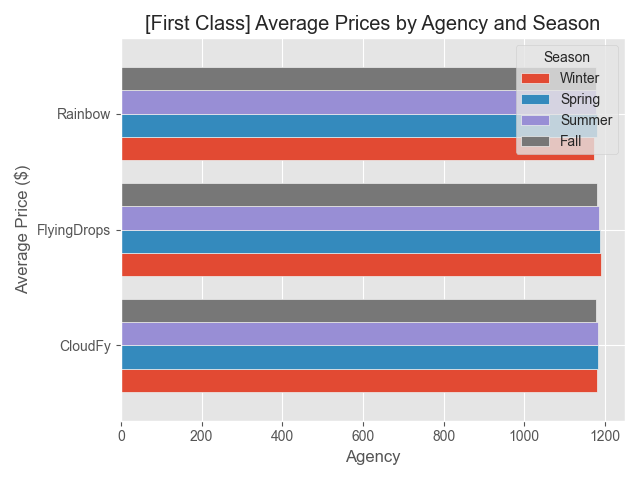 [First Class] Average Prices by Agency and Season
Season
Winter
Spring
Summer
Fall
Rainbow
FlyingDrops
CloudFy
Average Price ($)
0 200 400 600 800 1000 1200
Agency